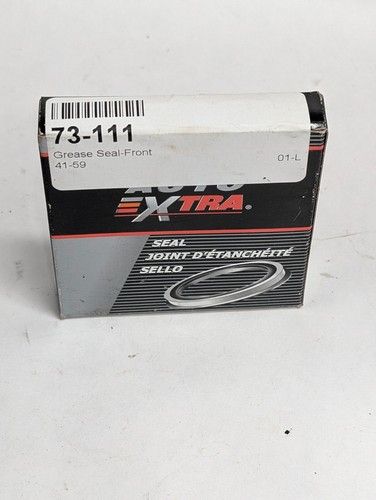 73-111
Grease Seal-Front
41-59
01-L
AUTO
EXTRA®
SEAL
JOINT D'ÉTANCHÉITÉ
SELLO